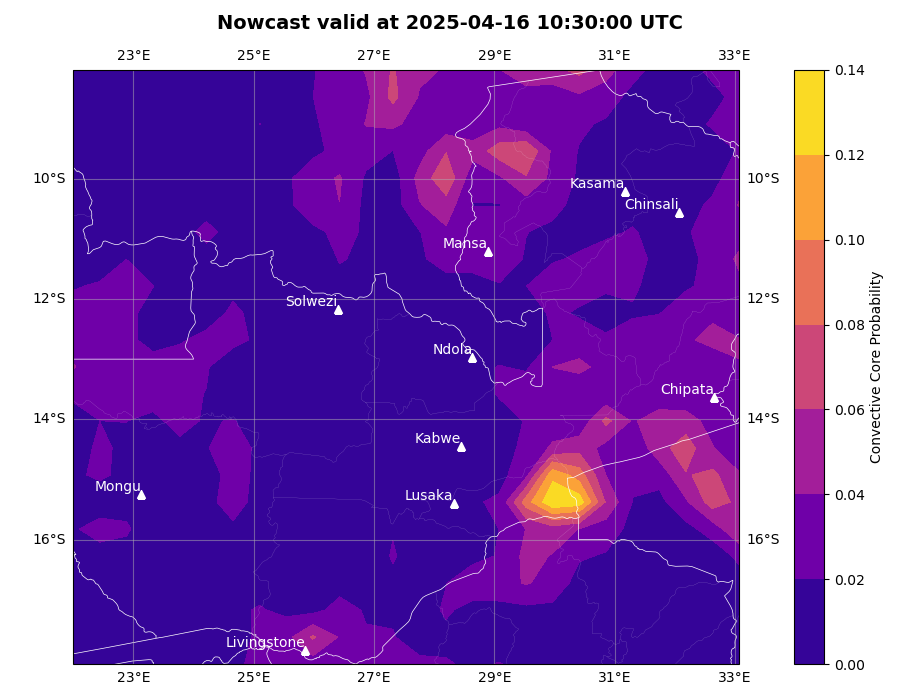 Nowcast valid at 2025-04-16 10:30:00 UTC
23°E 25°E 27°E 29°E 31°E 33°E
0.14
0.12
10°S Kasama 10°S
Chinsali
0.10
Mansa
12°S Solwezi 12°S
0.08
Ndola
Convective Core Probability
Chipata
0.06
14°S 14°S
Kabwe
Mongu Lusaka
0.04
16°S 16°S
0.02
Livingstone
0.00
23°E 25°E 27°E 29°E 31°E 33°E